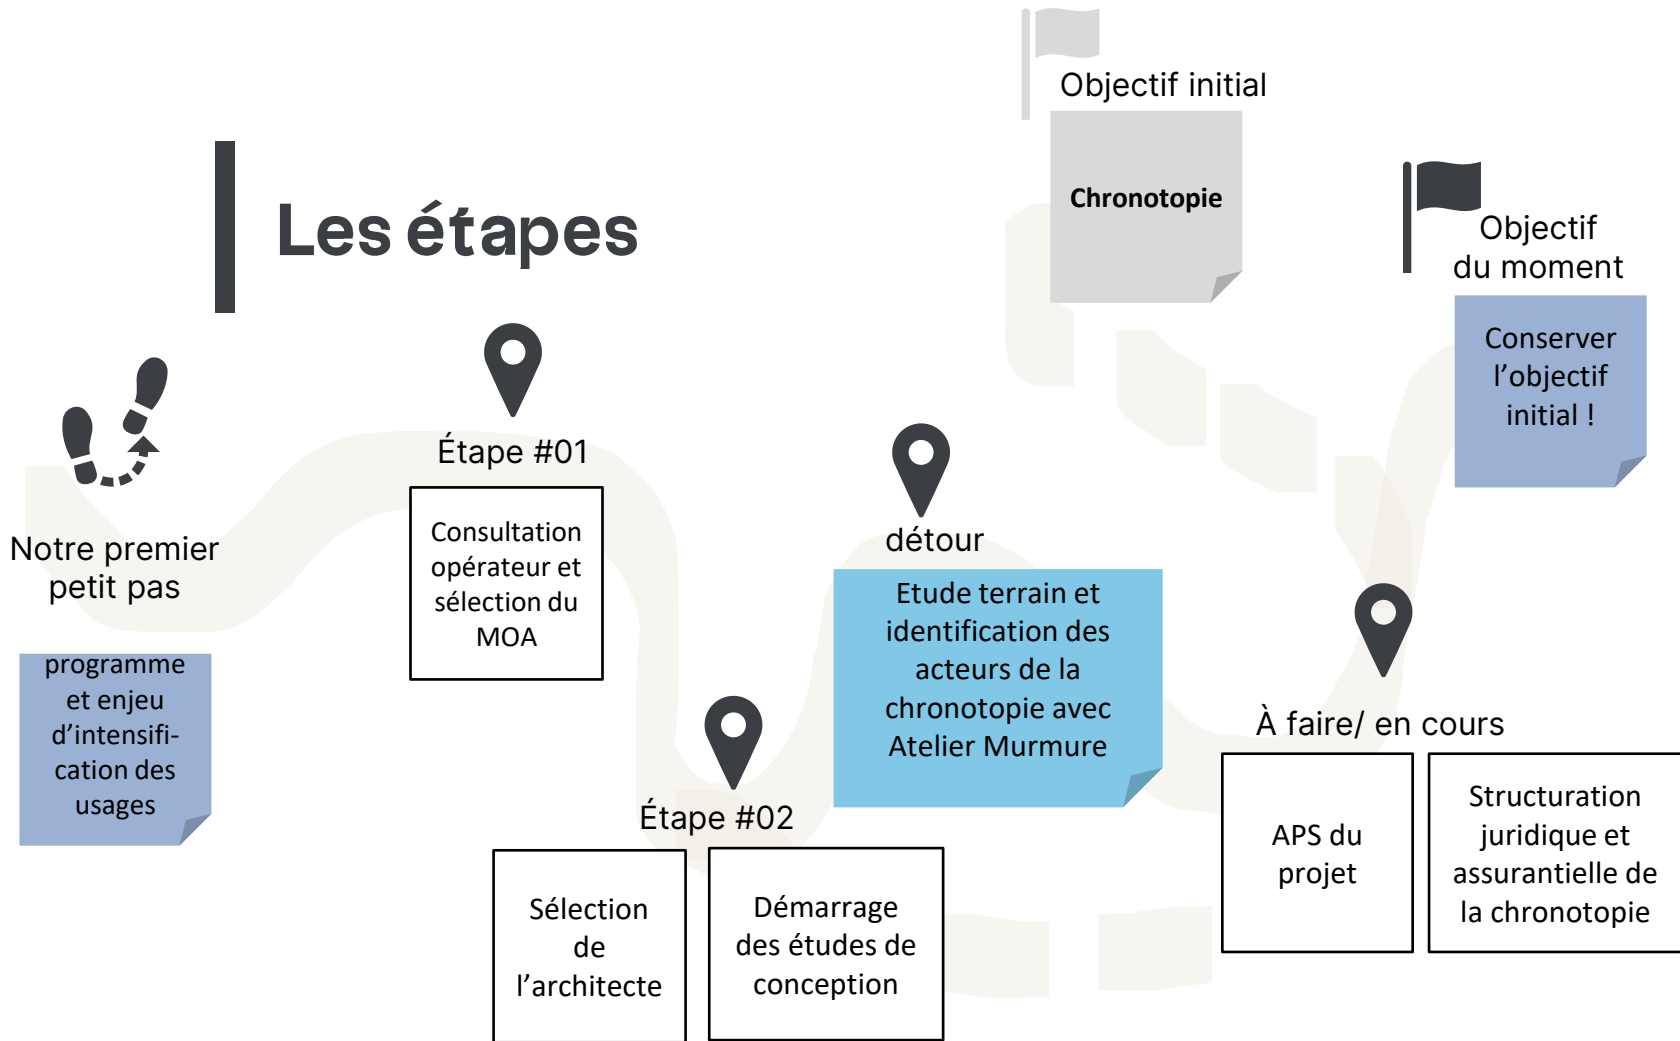 Les étapes
Objectif initial
Chronotopie
Objectif
du moment
Conserver
l’objectif
initial !
Notre premier
petit pas
programme
et enjeu
d’intensifi-
cation des
usages
Étape #01
Consultation
opérateur et
sélection du
MOA
Étape #02
Sélection
de
l’architecte
Démarrage
des études de
conception
détour
Etude terrain et
identification des
acteurs de la
chronotopie avec
Atelier Murmure
À faire/ en cours
APS du
projet
Structuration
juridique et
assurantielle de
la chronotopie